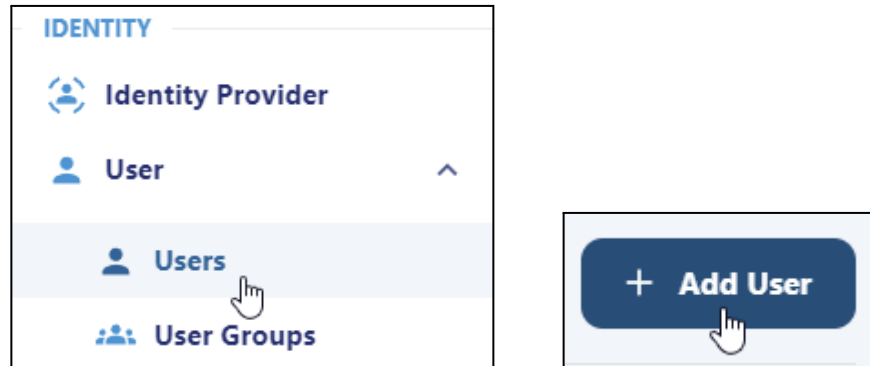 IDENTITY
Identity Provider
User
Users
User Groups
+ Add User